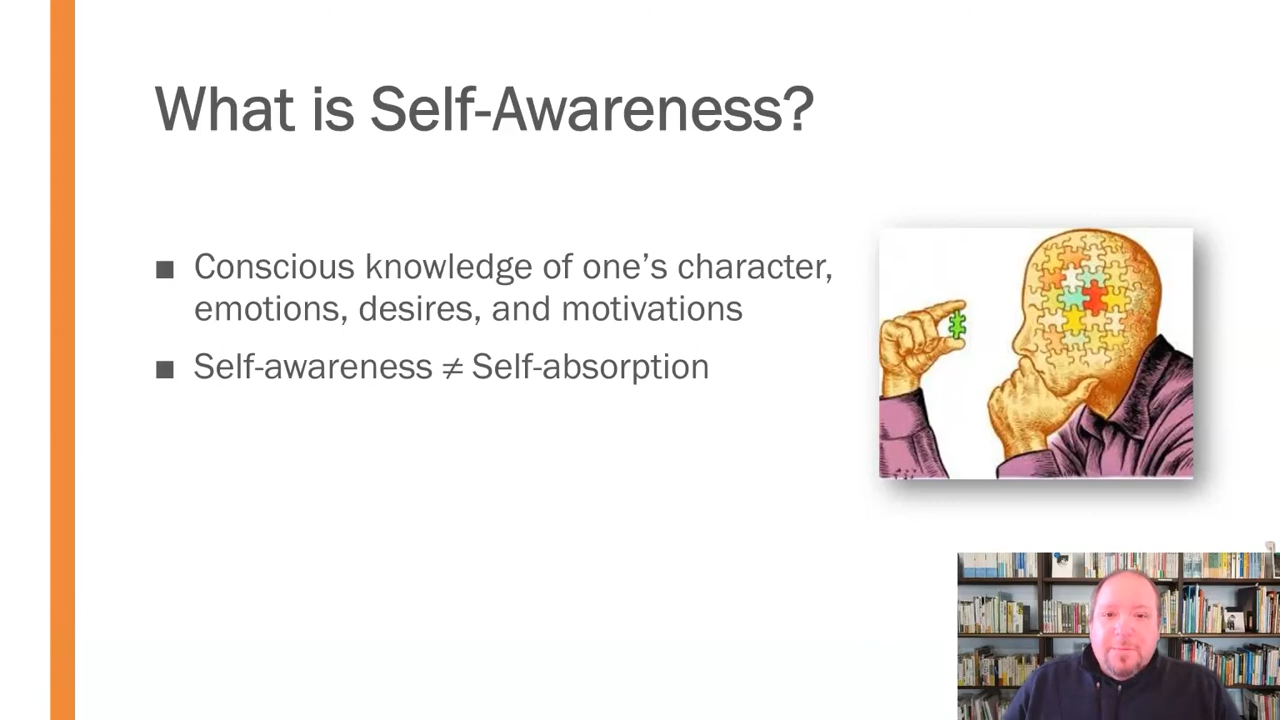 What is Self-Awareness?
■ Conscious knowledge of one’s character,
emotions, desires, and motivations
■ Self-awareness ≠ Self-absorption